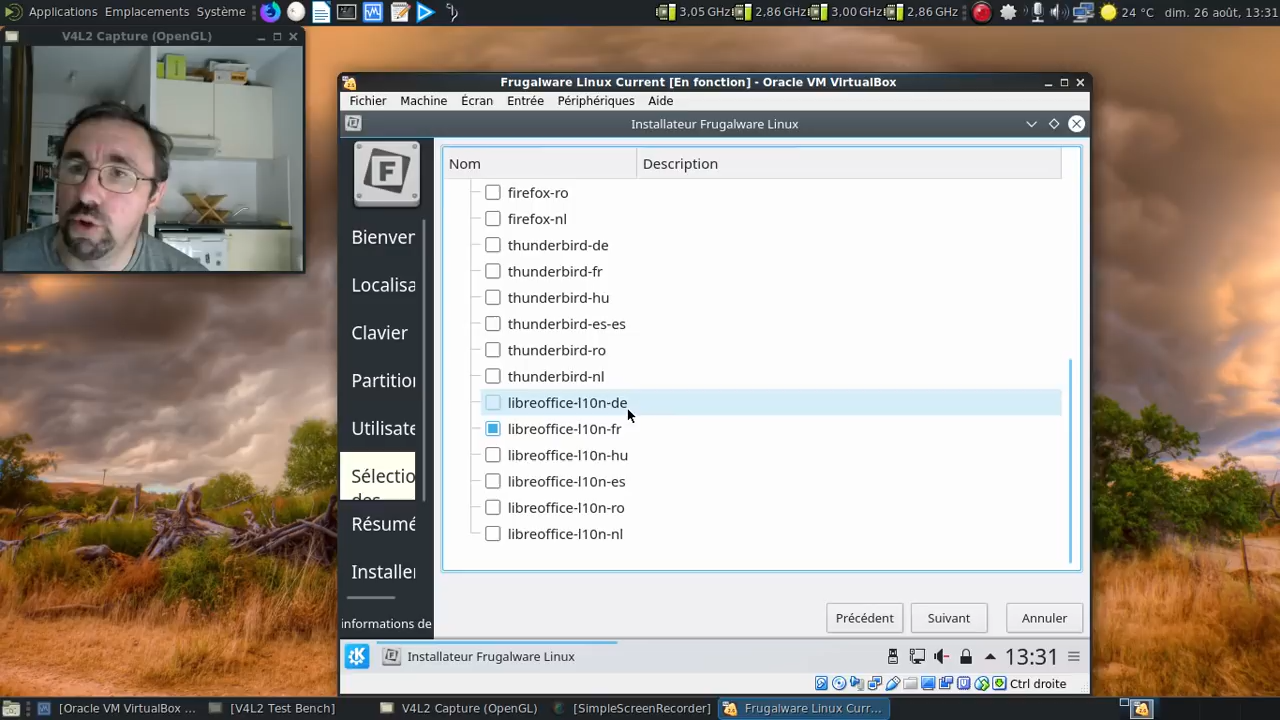 Applications Emplacements Système
3,05 GHz 2,86 GHz 3,00 GHz 2,86 GHz
24 °C dim. 26 août, 13:31
V4L2 Capture (OpenGL)
Frugalware Linux Current [En fonction] - Oracle VM VirtualBox
Fichier Machine Écran Entrée Périphériques Aide
Installateur Frugalware Linux
F
Nom Description
Bienven
Localisa
Clavier
Partition
Utilisate
Sélectio
des
Résumé
Installer
informations de
firefox-ro
firefox-nl
thunderbird-de
thunderbird-fr
thunderbird-hu
thunderbird-es-es
thunderbird-ro
thunderbird-nl
libreoffice-l10n-de
libreoffice-l10n-fr
libreoffice-l10n-hu
libreoffice-l10n-es
libreoffice-l10n-ro
libreoffice-l10n-nl
Précédent Suivant Annuler
Installateur Frugalware Linux
13:31
Ctrl droite
[Oracle VM VirtualBox ... [V4L2 Test Bench] V4L2 Capture (OpenGL) [SimpleScreenRecorder] Frugalware Linux Curr...